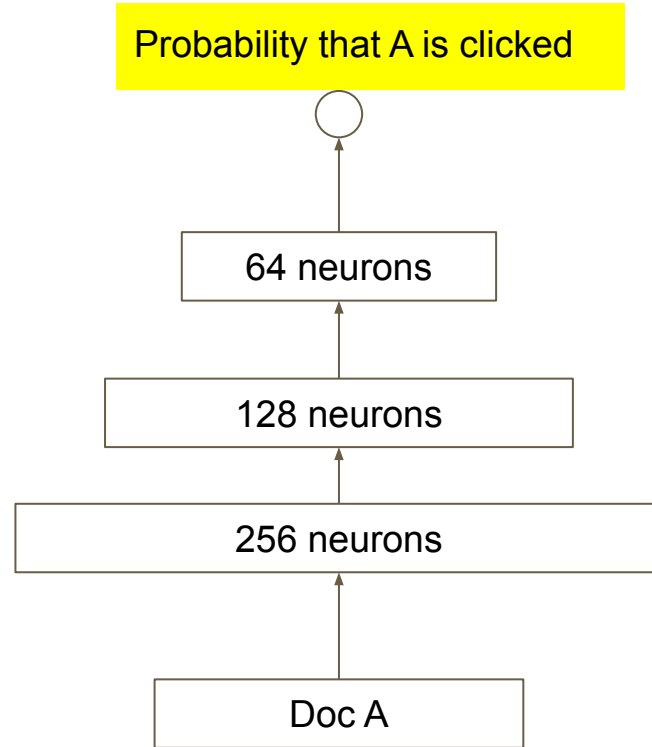 Probability that A is clicked
64 neurons
128 neurons
256 neurons
Doc A